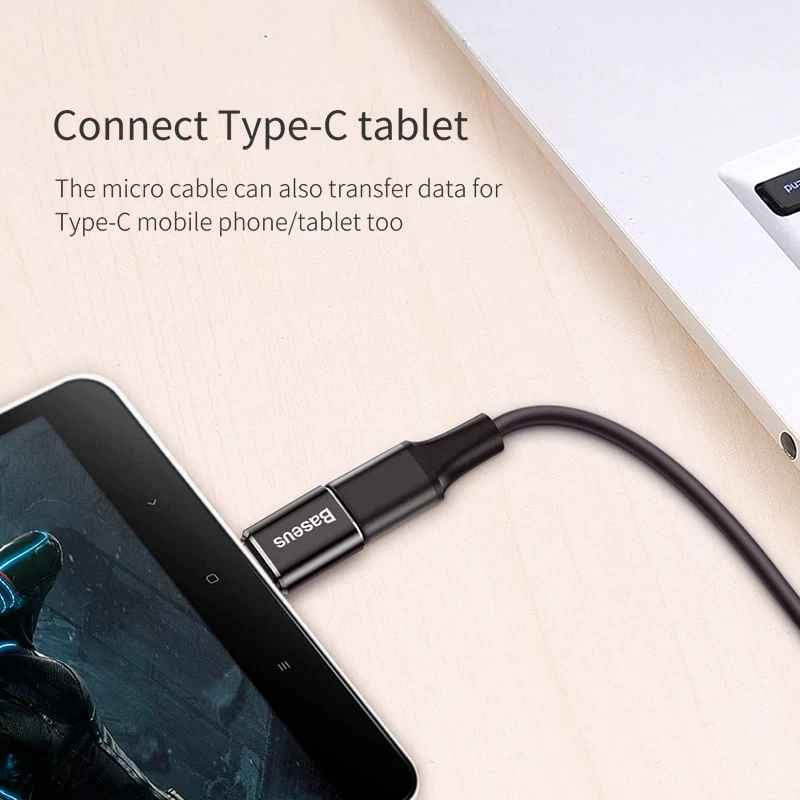 Connect Type-C tablet
The micro cable can also transfer data for
Type-C mobile phone/tablet too
Baseus